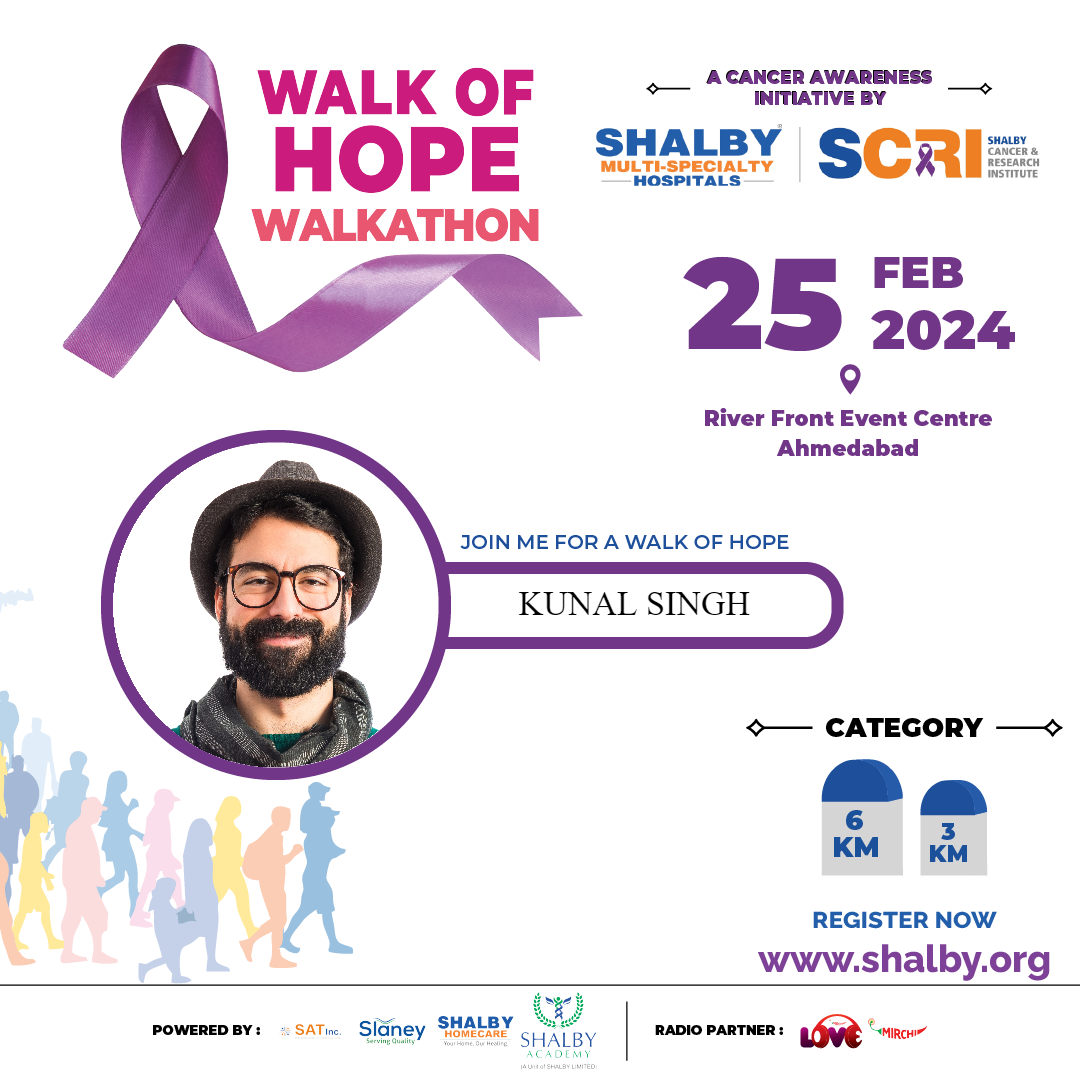 WALK OF
HOPE
WALKATHON
A CANCER AWARENESS
INITIATIVE BY
SHALBY®
MULTI-SPECIALTY
HOSPITALS
SCRI
SHALBY
CANCER &
RESEARCH
INSTITUTE
25
FEB
2024
River Front Event Centre
Ahmedabad
JOIN ME FOR A WALK OF HOPE
KUNAL SINGH
CATEGORY
6
KM
3
KM
REGISTER NOW
www.shalby.org
POWERED BY :
SAT Inc.
Slaney
Serving Quality
SHALBY
HOMECARE
Your Home, Our Healing
SHALBY
ACADEMY
(A Unit of SHALBY LIMITED)
RADIO PARTNER :
LOVE
MIRCHI